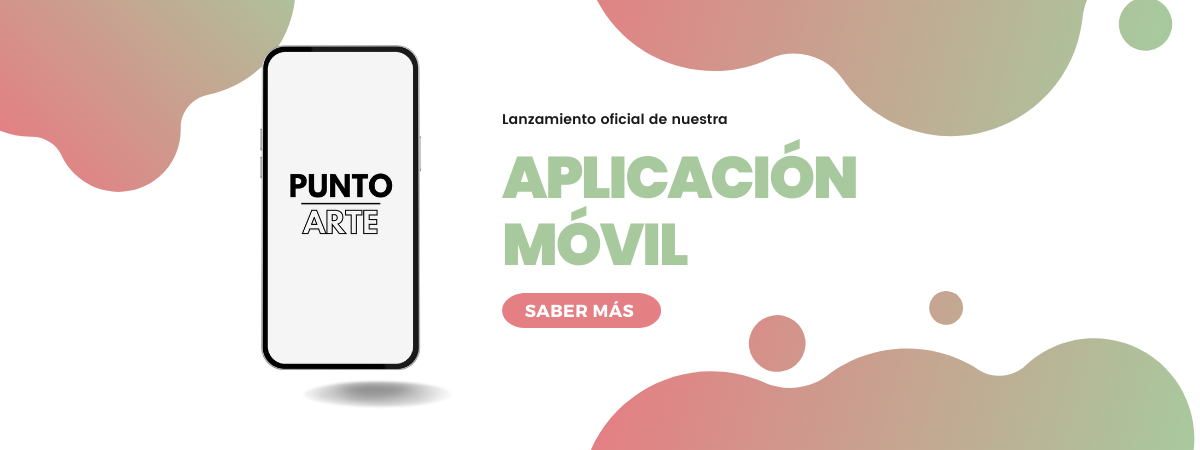 PUNTO
ARTE
Lanzamiento oficial de nuestra
APLICACIÓN
MÓVIL
SABER MÁS